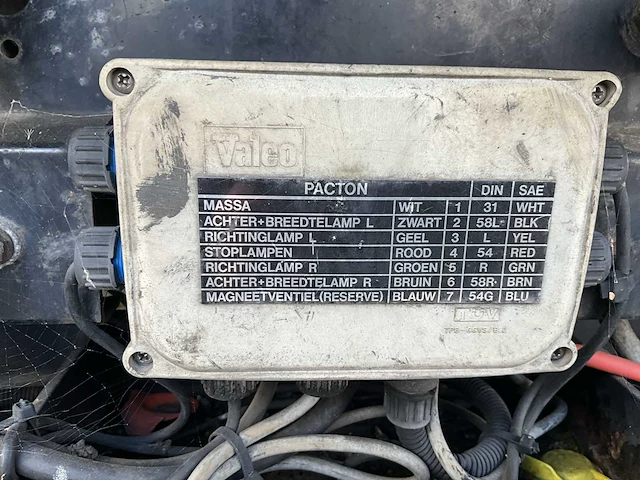 Valeo
PACTON DIN SAE
MASSA WIT 1 31 WHT
ACHTER+BREEDTELAMP L ZWART 2 58L BLK
RICHTINGLAMP L GEEL 3 L YEL
STOPLAMPEN ROOD 4 54 RED
RICHTINGLAMP R GROEN 5 R GRN
ACHTER+BREEDTELAMP R BRUIN 6 58R BRN
MAGNEETVENTIEL(RESERVE) BLAUW 7 54G BLU